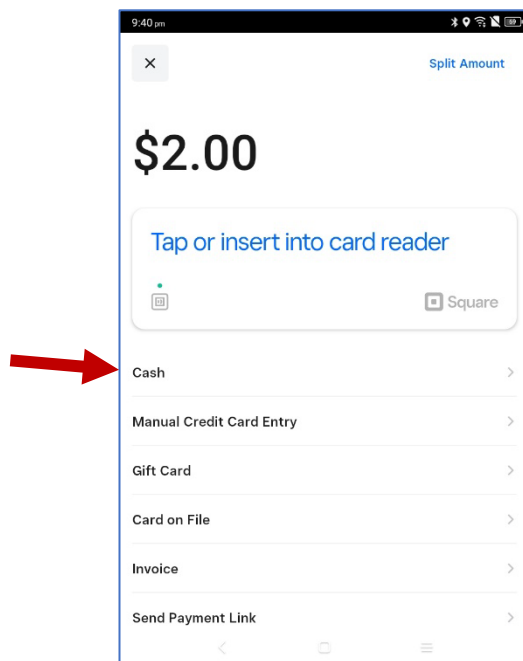 9:40 pm
Split Amount
$2.00
Tap or insert into card reader
Square
Cash
Manual Credit Card Entry
Gift Card
Card on File
Invoice
Send Payment Link